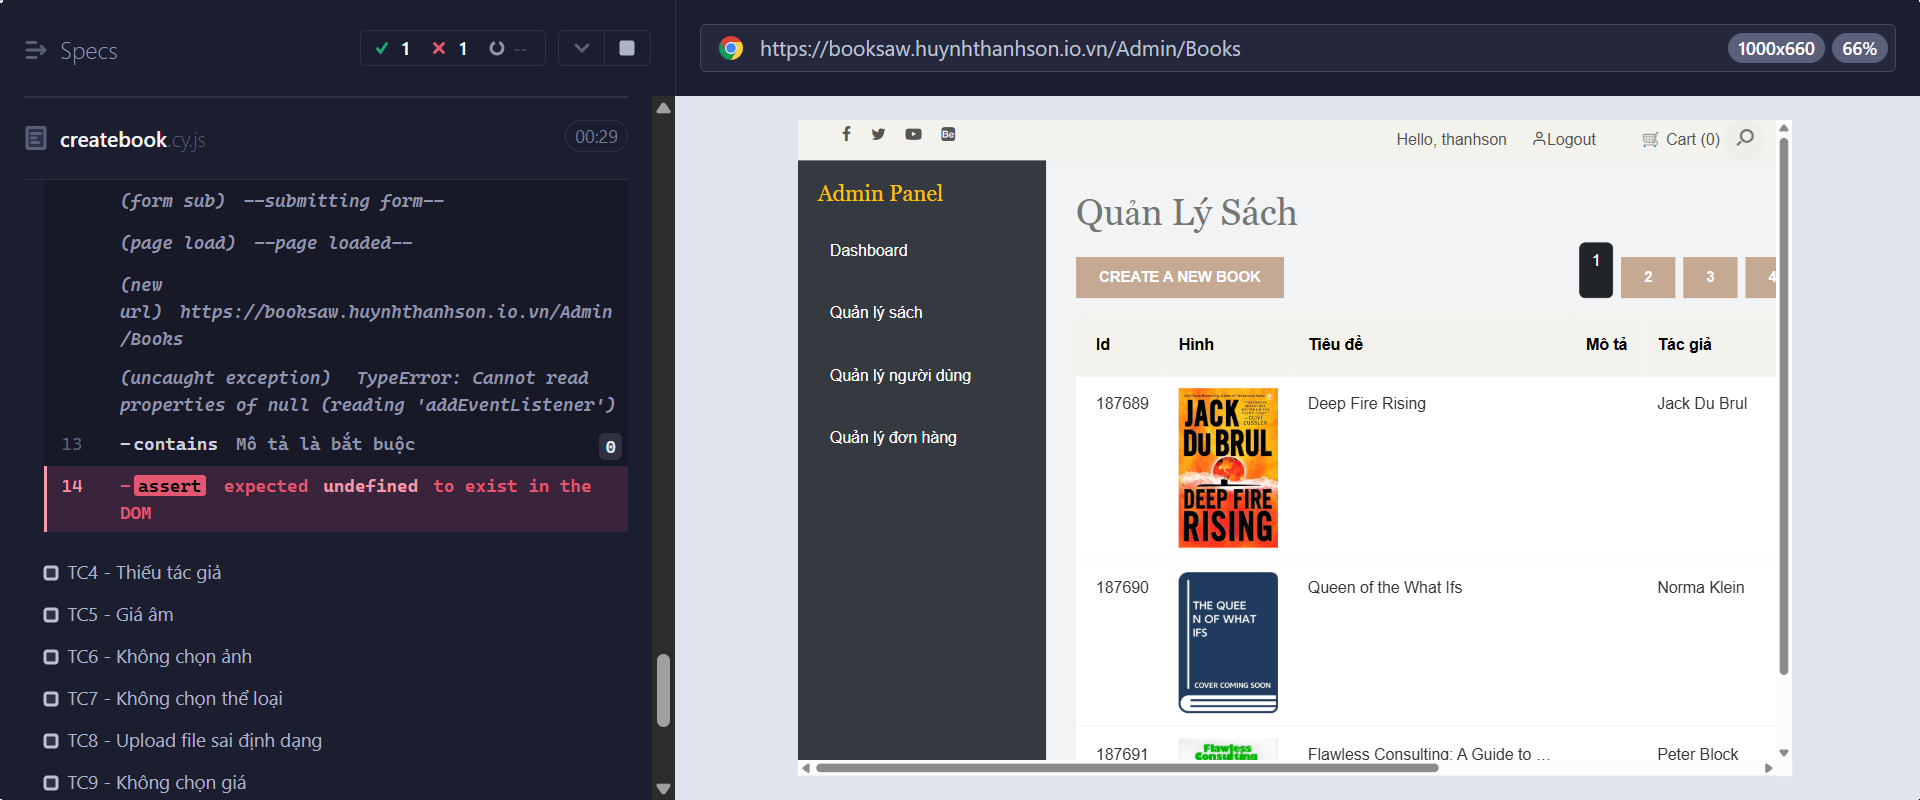 Specs
1
1
--
https://booksaw.huynhthanhson.io.vn/Admin/Books
1000x660
66%
createbook.cy.js
00:29
(form sub) --submitting form--
(page load) --page loaded--
(new
url) https://booksaw.huynhthanhson.io.vn/Admin
/Books
(uncaught exception) TypeError: Cannot read
properties of null (reading 'addEventListener')
13 -contains Mô tả là bắt buộc 0
14 -assert expected undefined to exist in the
DOM
TC4 - Thiếu tác giả
TC5 - Giá âm
TC6 - Không chọn ảnh
TC7 - Không chọn thể loại
TC8 - Upload file sai định dạng
TC9 - Không chọn giá
Hello, thanhson
Logout
Cart (0)
Admin Panel
Dashboard
Quản lý sách
Quản lý người dùng
Quản lý đơn hàng
Quản Lý Sách
CREATE A NEW BOOK
1
2
3
4
Id Hình Tiêu đề Mô tả Tác giả
187689 Deep Fire Rising Jack Du Brul
JACK
DU BRUL
DEEP FIRE
RISING
187690 Queen of the What Ifs Norma Klein
THE QUEE
N OF WHAT
IFS
COVER COMING SOON
187691 Flawless Consulting: A Guide to ... Peter Block
Flawless
Consulting